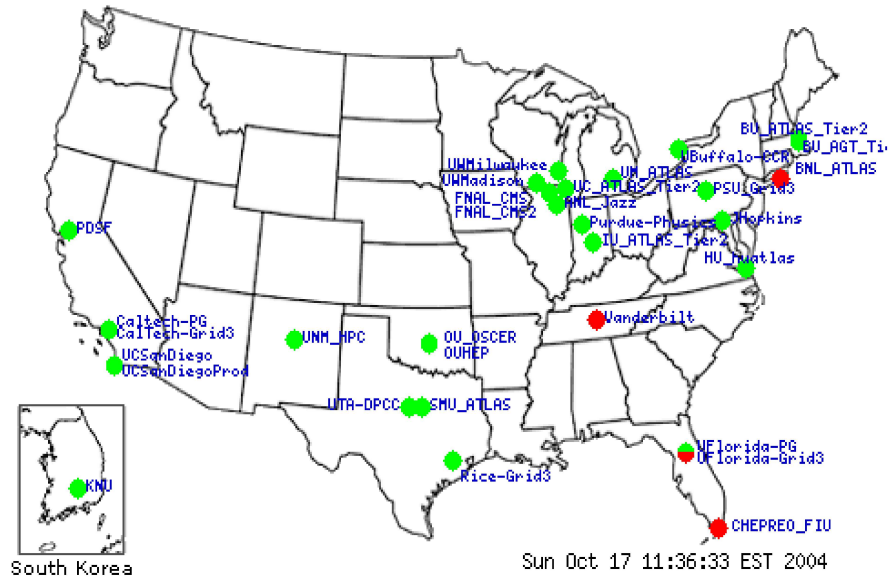 BU_ATLAS_Tier2
BU_AGT_Ti
UBuffalo-CCR
BNL_ATLAS
UWMilwaukee
UM_ATLAS
UWMadison
UC_ATLAS_Tier2
PSU_Grid3
FNAL_CMS
ANL_Jazz
FNAL_CMS2
Purdue-Physics
JHopkins
IU_ATLAS_Tier2
PDSF
HU_huatlas
Vanderbilt
Caltech-PG
CalTech-Grid3
UNM_HPC
OU_OSCER
OUHEP
UCSanDiego
UCSanDiegoProd
UTA-DPCC
SMU_ATLAS
UFlorida-PG
UFlorida-Grid3
Rice-Grid3
KNU
CHEPREO_FIU
South Korea
Sun Oct 17 11:36:33 EST 2004